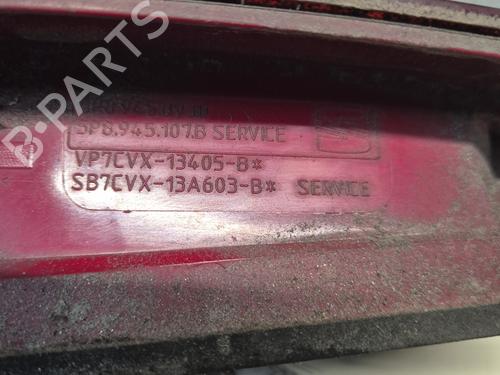 5P8.945.107.B SERVICE
VP7CVX-13405-B*
SB7CVX-13A603-B* SERVICE
B-PARTS